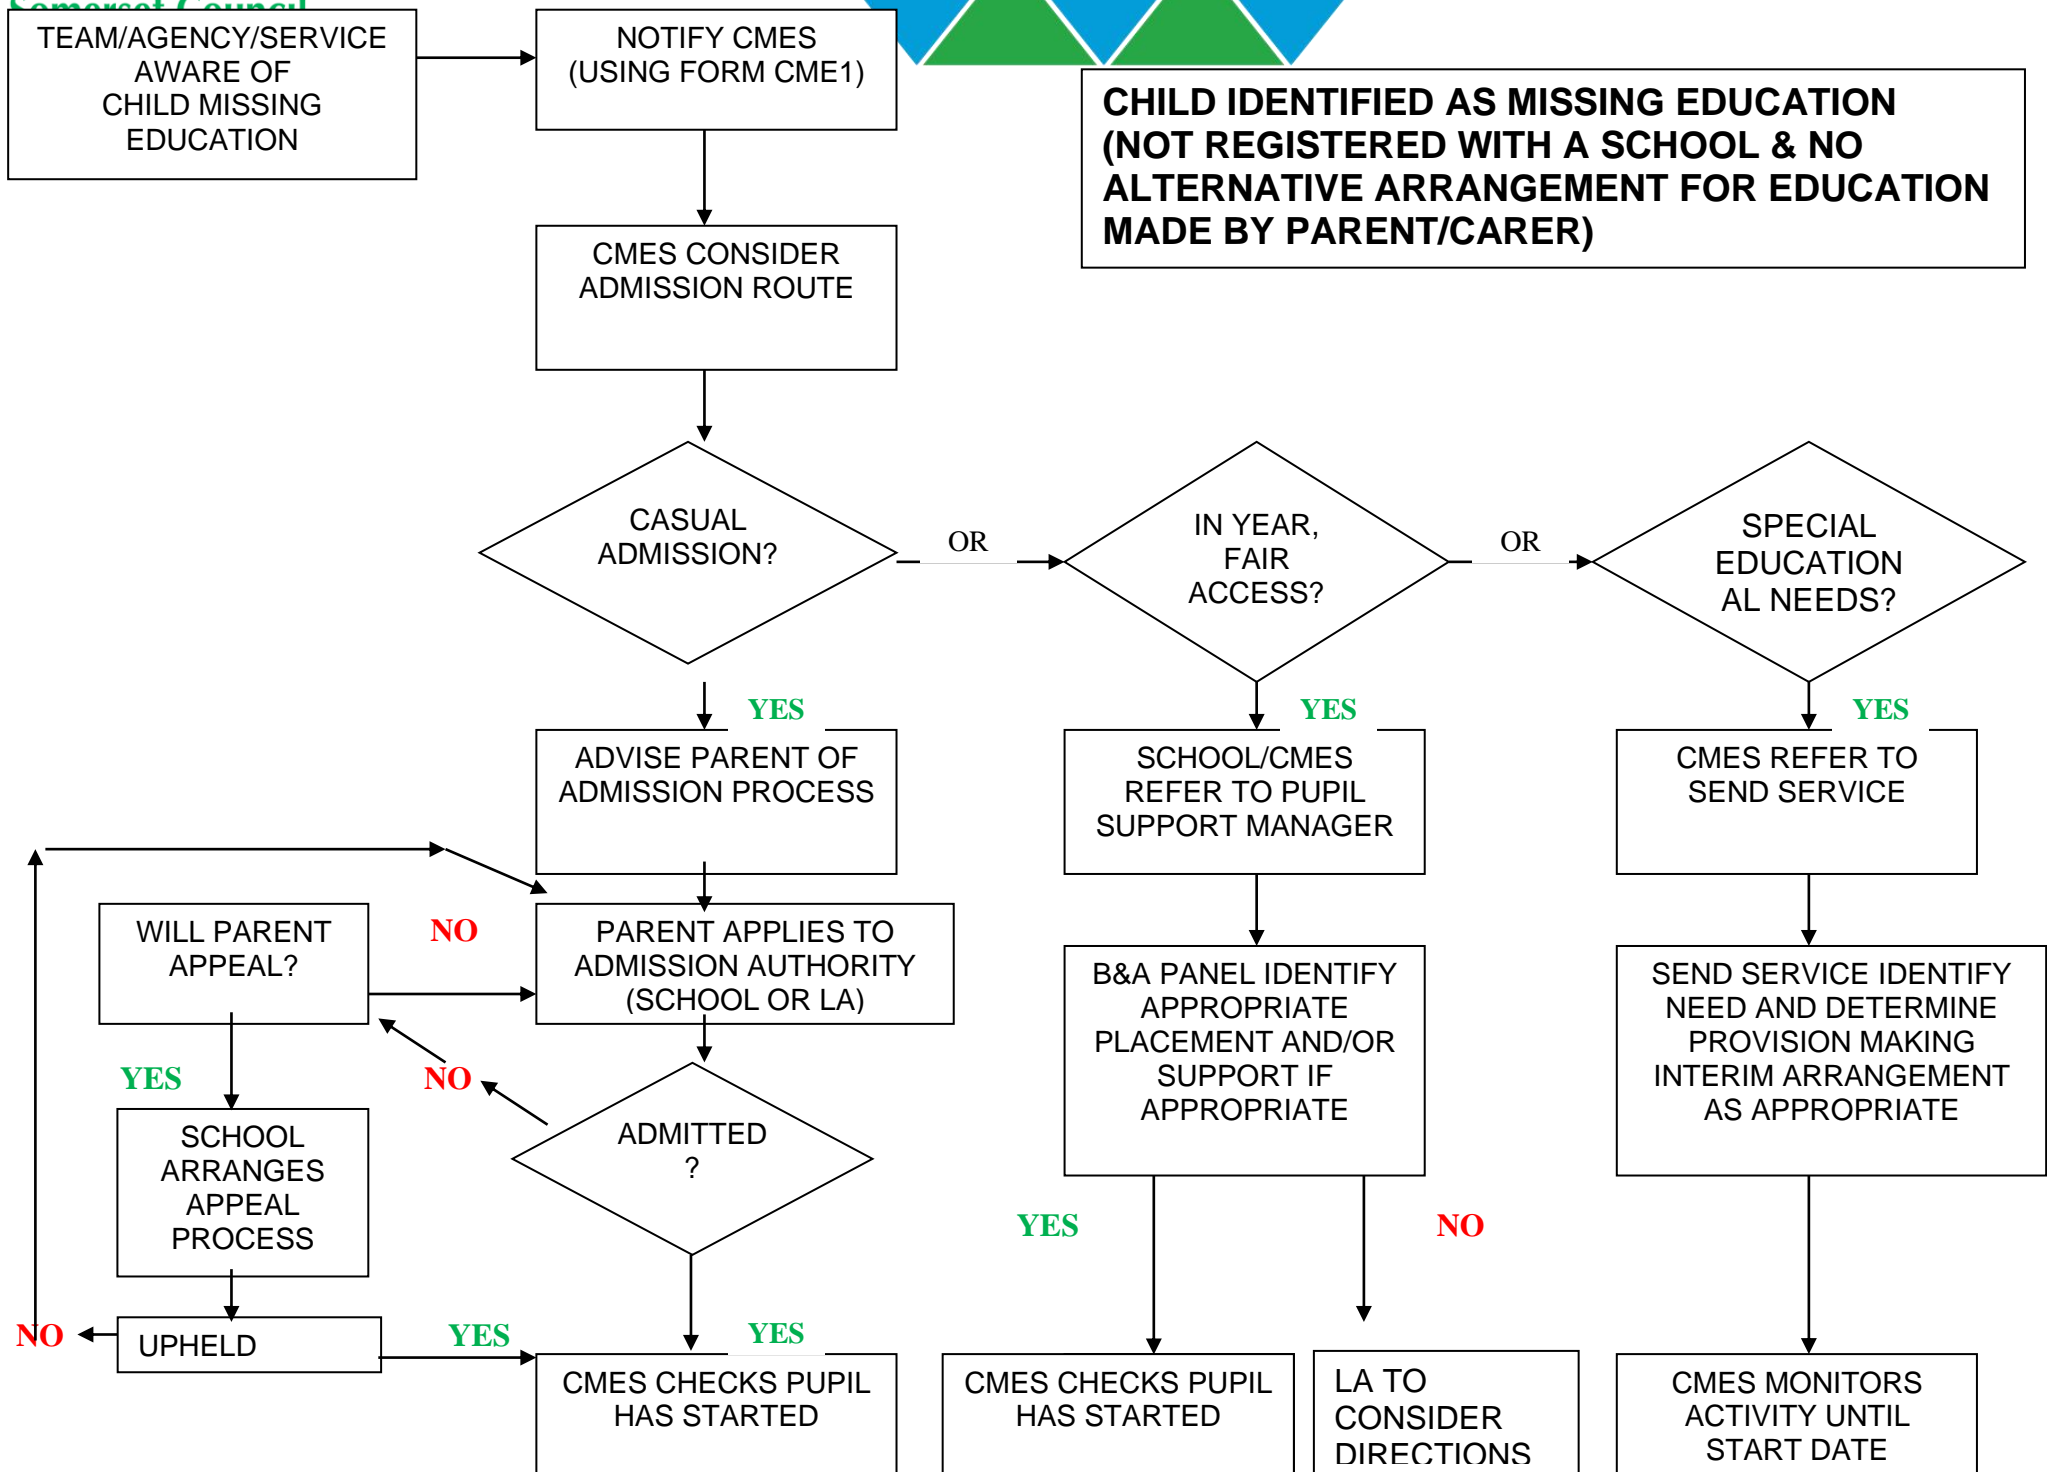 Somerset Council
TEAM/AGENCY/SERVICE
AWARE OF
CHILD MISSING
EDUCATION
NOTIFY CMES
(USING FORM CME1)
CHILD IDENTIFIED AS MISSING EDUCATION
(NOT REGISTERED WITH A SCHOOL & NO
ALTERNATIVE ARRANGEMENT FOR EDUCATION
MADE BY PARENT/CARER)
CMES CONSIDER
ADMISSION ROUTE
CASUAL
ADMISSION?
OR
IN YEAR,
FAIR
ACCESS?
OR
SPECIAL
EDUCATION
AL NEEDS?
YES
YES
YES
ADVISE PARENT OF
ADMISSION PROCESS
SCHOOL/CMES
REFER TO PUPIL
SUPPORT MANAGER
CMES REFER TO
SEND SERVICE
WILL PARENT
APPEAL?
NO
PARENT APPLIES TO
ADMISSION AUTHORITY
(SCHOOL OR LA)
B&A PANEL IDENTIFY
APPROPRIATE
PLACEMENT AND/OR
SUPPORT IF
APPROPRIATE
SEND SERVICE IDENTIFY
NEED AND DETERMINE
PROVISION MAKING
INTERIM ARRANGEMENT
AS APPROPRIATE
YES
NO
SCHOOL
ARRANGES
APPEAL
PROCESS
ADMITTED
?
YES
NO
NO
UPHELD
YES
YES
CMES CHECKS PUPIL
HAS STARTED
CMES CHECKS PUPIL
HAS STARTED
LA TO
CONSIDER
DIRECTIONS
CMES MONITORS
ACTIVITY UNTIL
START DATE